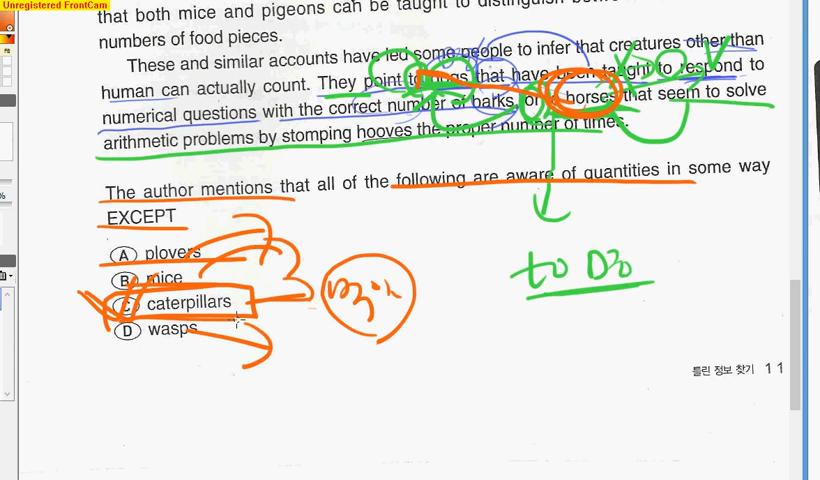 Unregistered FrontCam
that both mice and pigeons can be taught to distinguish
numbers of food pieces.
These and similar accounts have led some people to infer that creatures other than
human can actually count. They point to dogs that have been taught to respond to
numerical questions with the correct number of barks, or horses that seem to solve
arithmetic problems by stomping hooves the proper number of times.
The author mentions that all of the following are aware of quantities in some way
EXCEPT
A plovers
B mice
C caterpillars
D wasps
to
틀린 정보 찾기 11